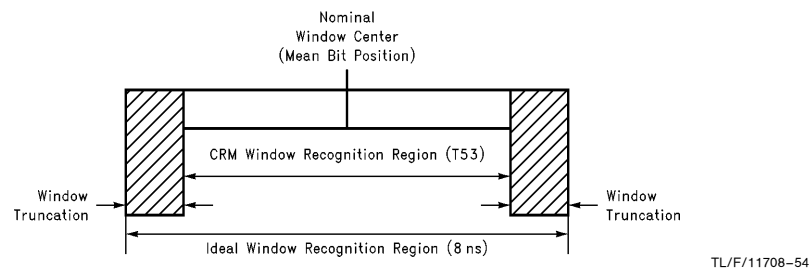 Nominal
Window Center
(Mean Bit Position)
CRM Window Recognition Region (T53)
Window
Truncation
Window
Truncation
Ideal Window Recognition Region (8 ns)
TL/F/11708–54